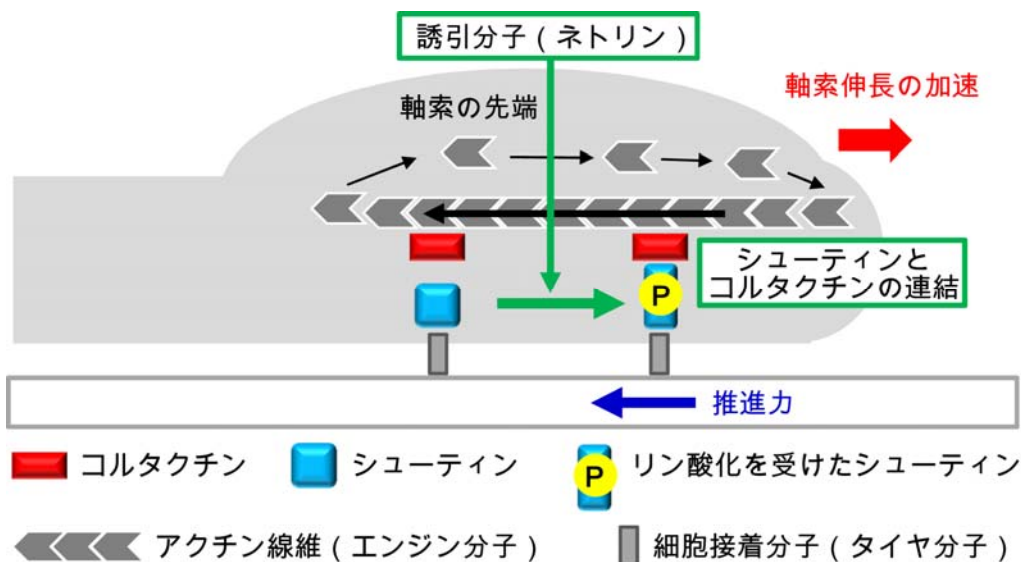 誘引分子（ネトリン）
軸索の先端
軸索伸長の加速
シューティンと
コルタクチンの連結
P
推進力
コルタクチン
シューティン
P
リン酸化を受けたシューティン
アクチン線維（エンジン分子）
細胞接着分子（タイヤ分子）